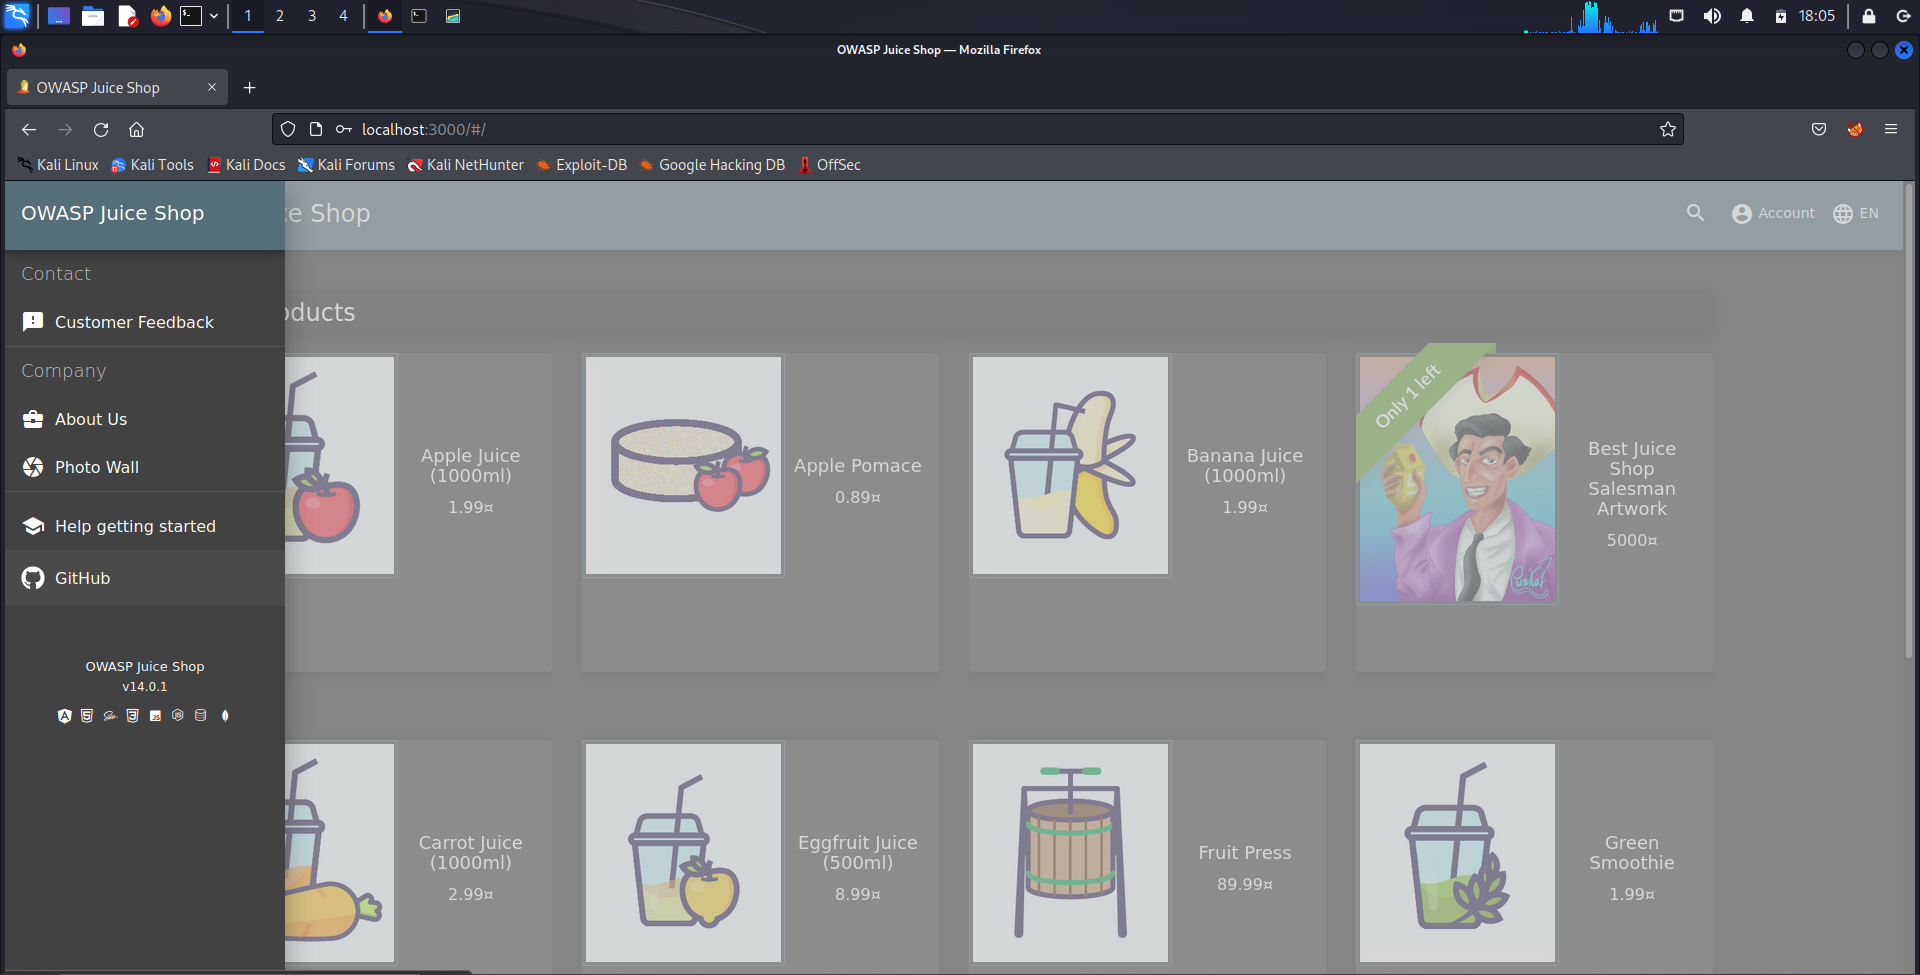 1 2 3 4
18:05
OWASP Juice Shop — Mozilla Firefox
OWASP Juice Shop
localhost:3000/#/
Kali Linux Kali Tools Kali Docs Kali Forums Kali NetHunter Exploit-DB Google Hacking DB OffSec
OWASP Juice Shop
ce Shop
Account
EN
Contact
Customer Feedback
Company
About Us
Photo Wall
Help getting started
GitHub
OWASP Juice Shop
v14.0.1
oducts
Apple Juice
(1000ml)
1.99¤
Apple Pomace
0.89¤
Banana Juice
(1000ml)
1.99¤
Only 1 left
Best Juice
Shop
Salesman
Artwork
5000¤
Carrot Juice
(1000ml)
2.99¤
Eggfruit Juice
(500ml)
8.99¤
Fruit Press
89.99¤
Green
Smoothie
1.99¤